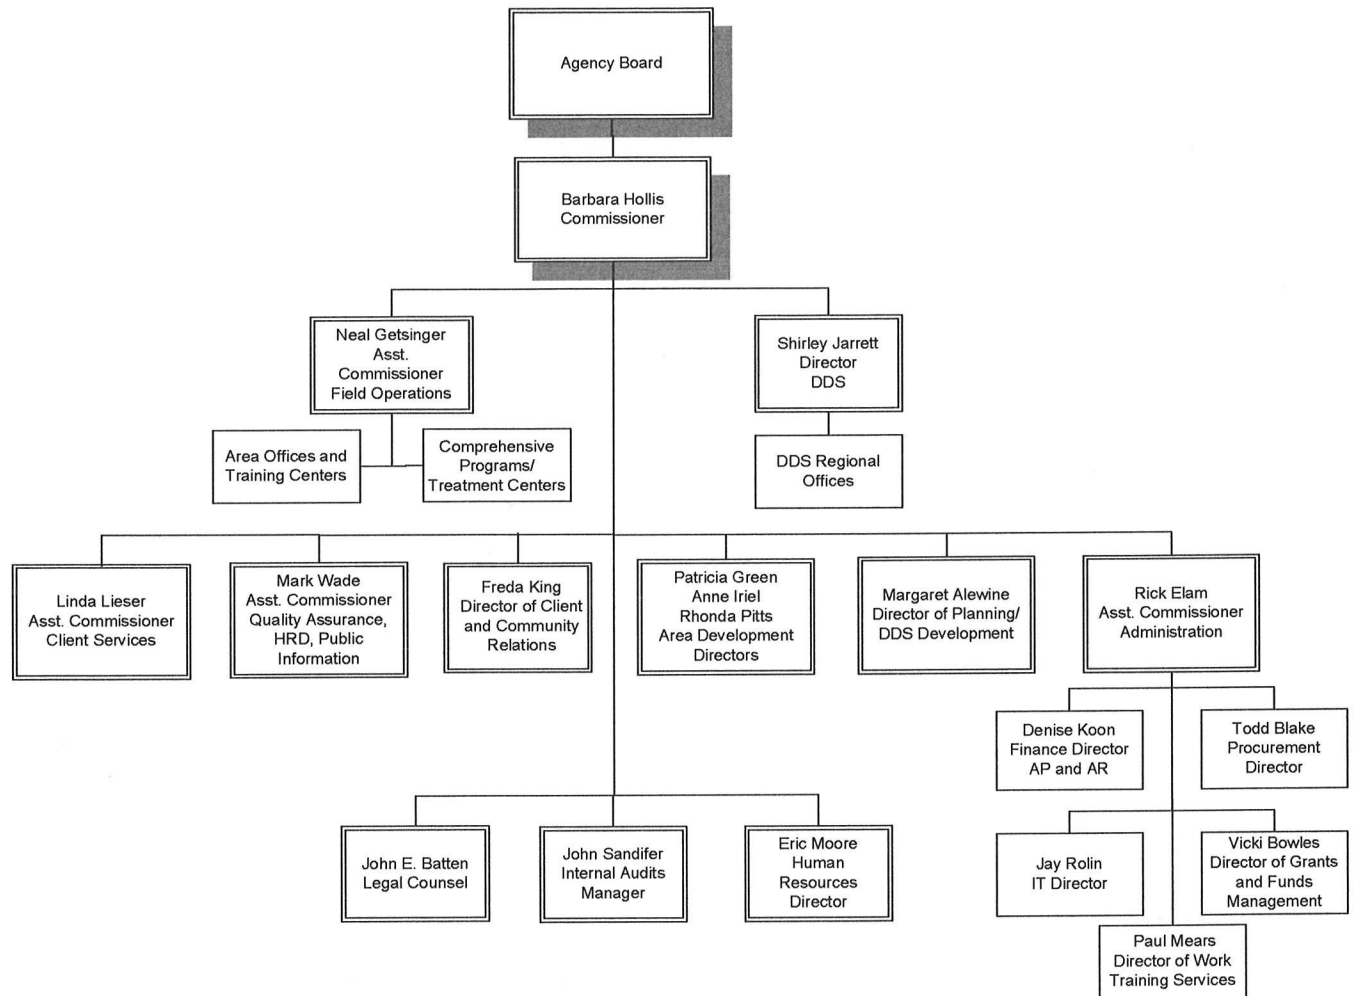 Agency Board
Barbara Hollis
Commissioner
Neal Getsinger
Asst.
Commissioner
Field Operations
Shirley Jarrett
Director
DDS
Area Offices and
Training Centers
Comprehensive
Programs/
Treatment Centers
DDS Regional
Offices
Linda Lieser
Asst. Commissioner
Client Services
Mark Wade
Asst. Commissioner
Quality Assurance,
HRD, Public
Information
Freda King
Director of Client
and Community
Relations
Patricia Green
Anne Iriel
Rhonda Pitts
Area Development
Directors
Margaret Alewine
Director of Planning/
DDS Development
Rick Elam
Asst. Commissioner
Administration
Denise Koon
Finance Director
AP and AR
Todd Blake
Procurement
Director
John E. Batten
Legal Counsel
John Sandifer
Internal Audits
Manager
Eric Moore
Human
Resources
Director
Jay Rolin
IT Director
Vicki Bowles
Director of Grants
and Funds
Management
Paul Mears
Director of Work
Training Services